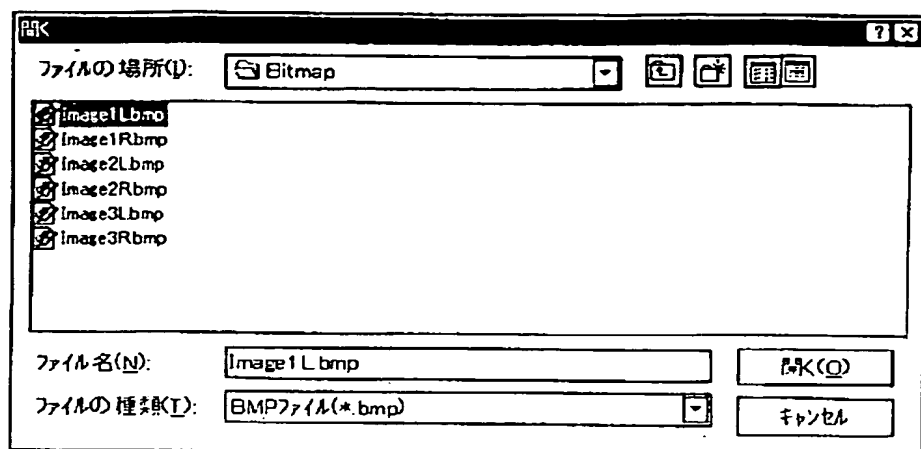 開く
ファイルの場所(I): Bitmap
Image1L.bmp
Image1R.bmp
Image2L.bmp
Image2R.bmp
Image3L.bmp
Image3R.bmp
ファイル名(N): Image1L.bmp 開く(O)
ファイルの種類(T): BMPファイル(*.bmp) キャンセル